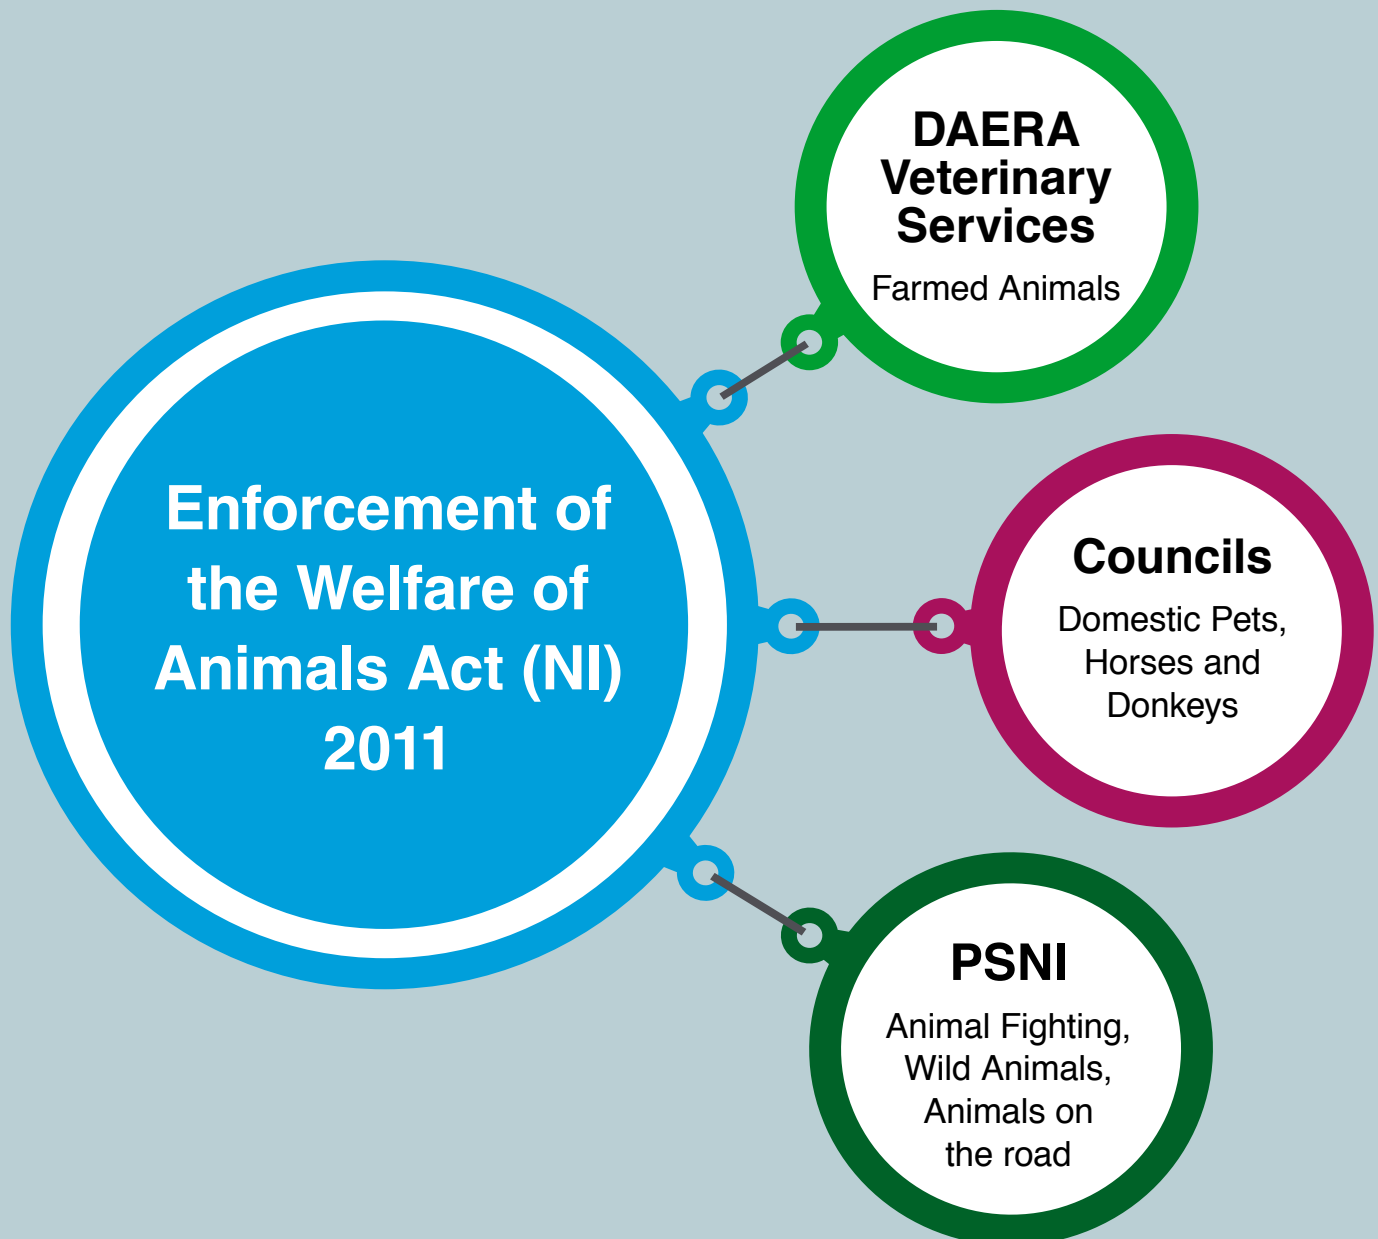 Enforcement of
the Welfare of
Animals Act (NI)
2011
DAERA
Veterinary
Services
Farmed Animals
Councils
Domestic Pets,
Horses and
Donkeys
PSNI
Animal Fighting,
Wild Animals,
Animals on
the road